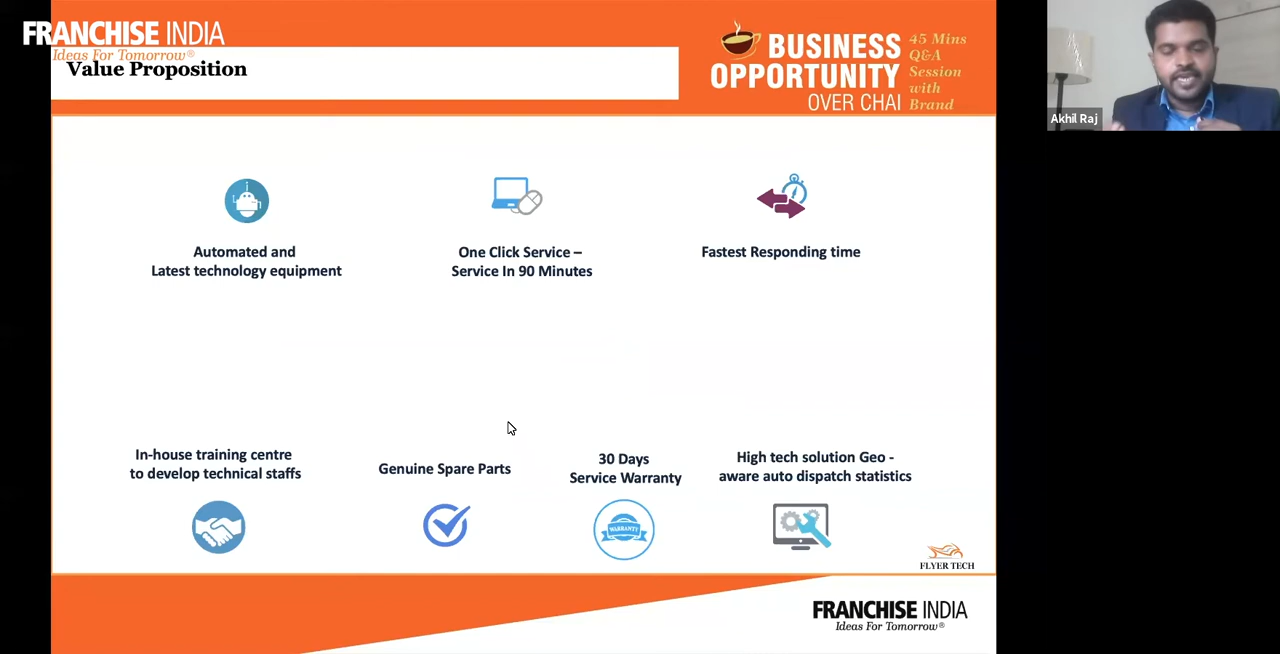 FRANCHISE INDIA
Ideas For Tomorrow®
Value Proposition
BUSINESS
OPPORTUNITY
OVER CHAI
45 Mins
Q&A
Session
with
Brand
Akhil Raj
Automated and
Latest technology equipment
One Click Service –
Service In 90 Minutes
Fastest Responding time
In-house training centre
to develop technical staffs
Genuine Spare Parts
30 Days
Service Warranty
High tech solution Geo -
aware auto dispatch statistics
WARRANTY
FLYER TECH
FRANCHISE INDIA
Ideas For Tomorrow®